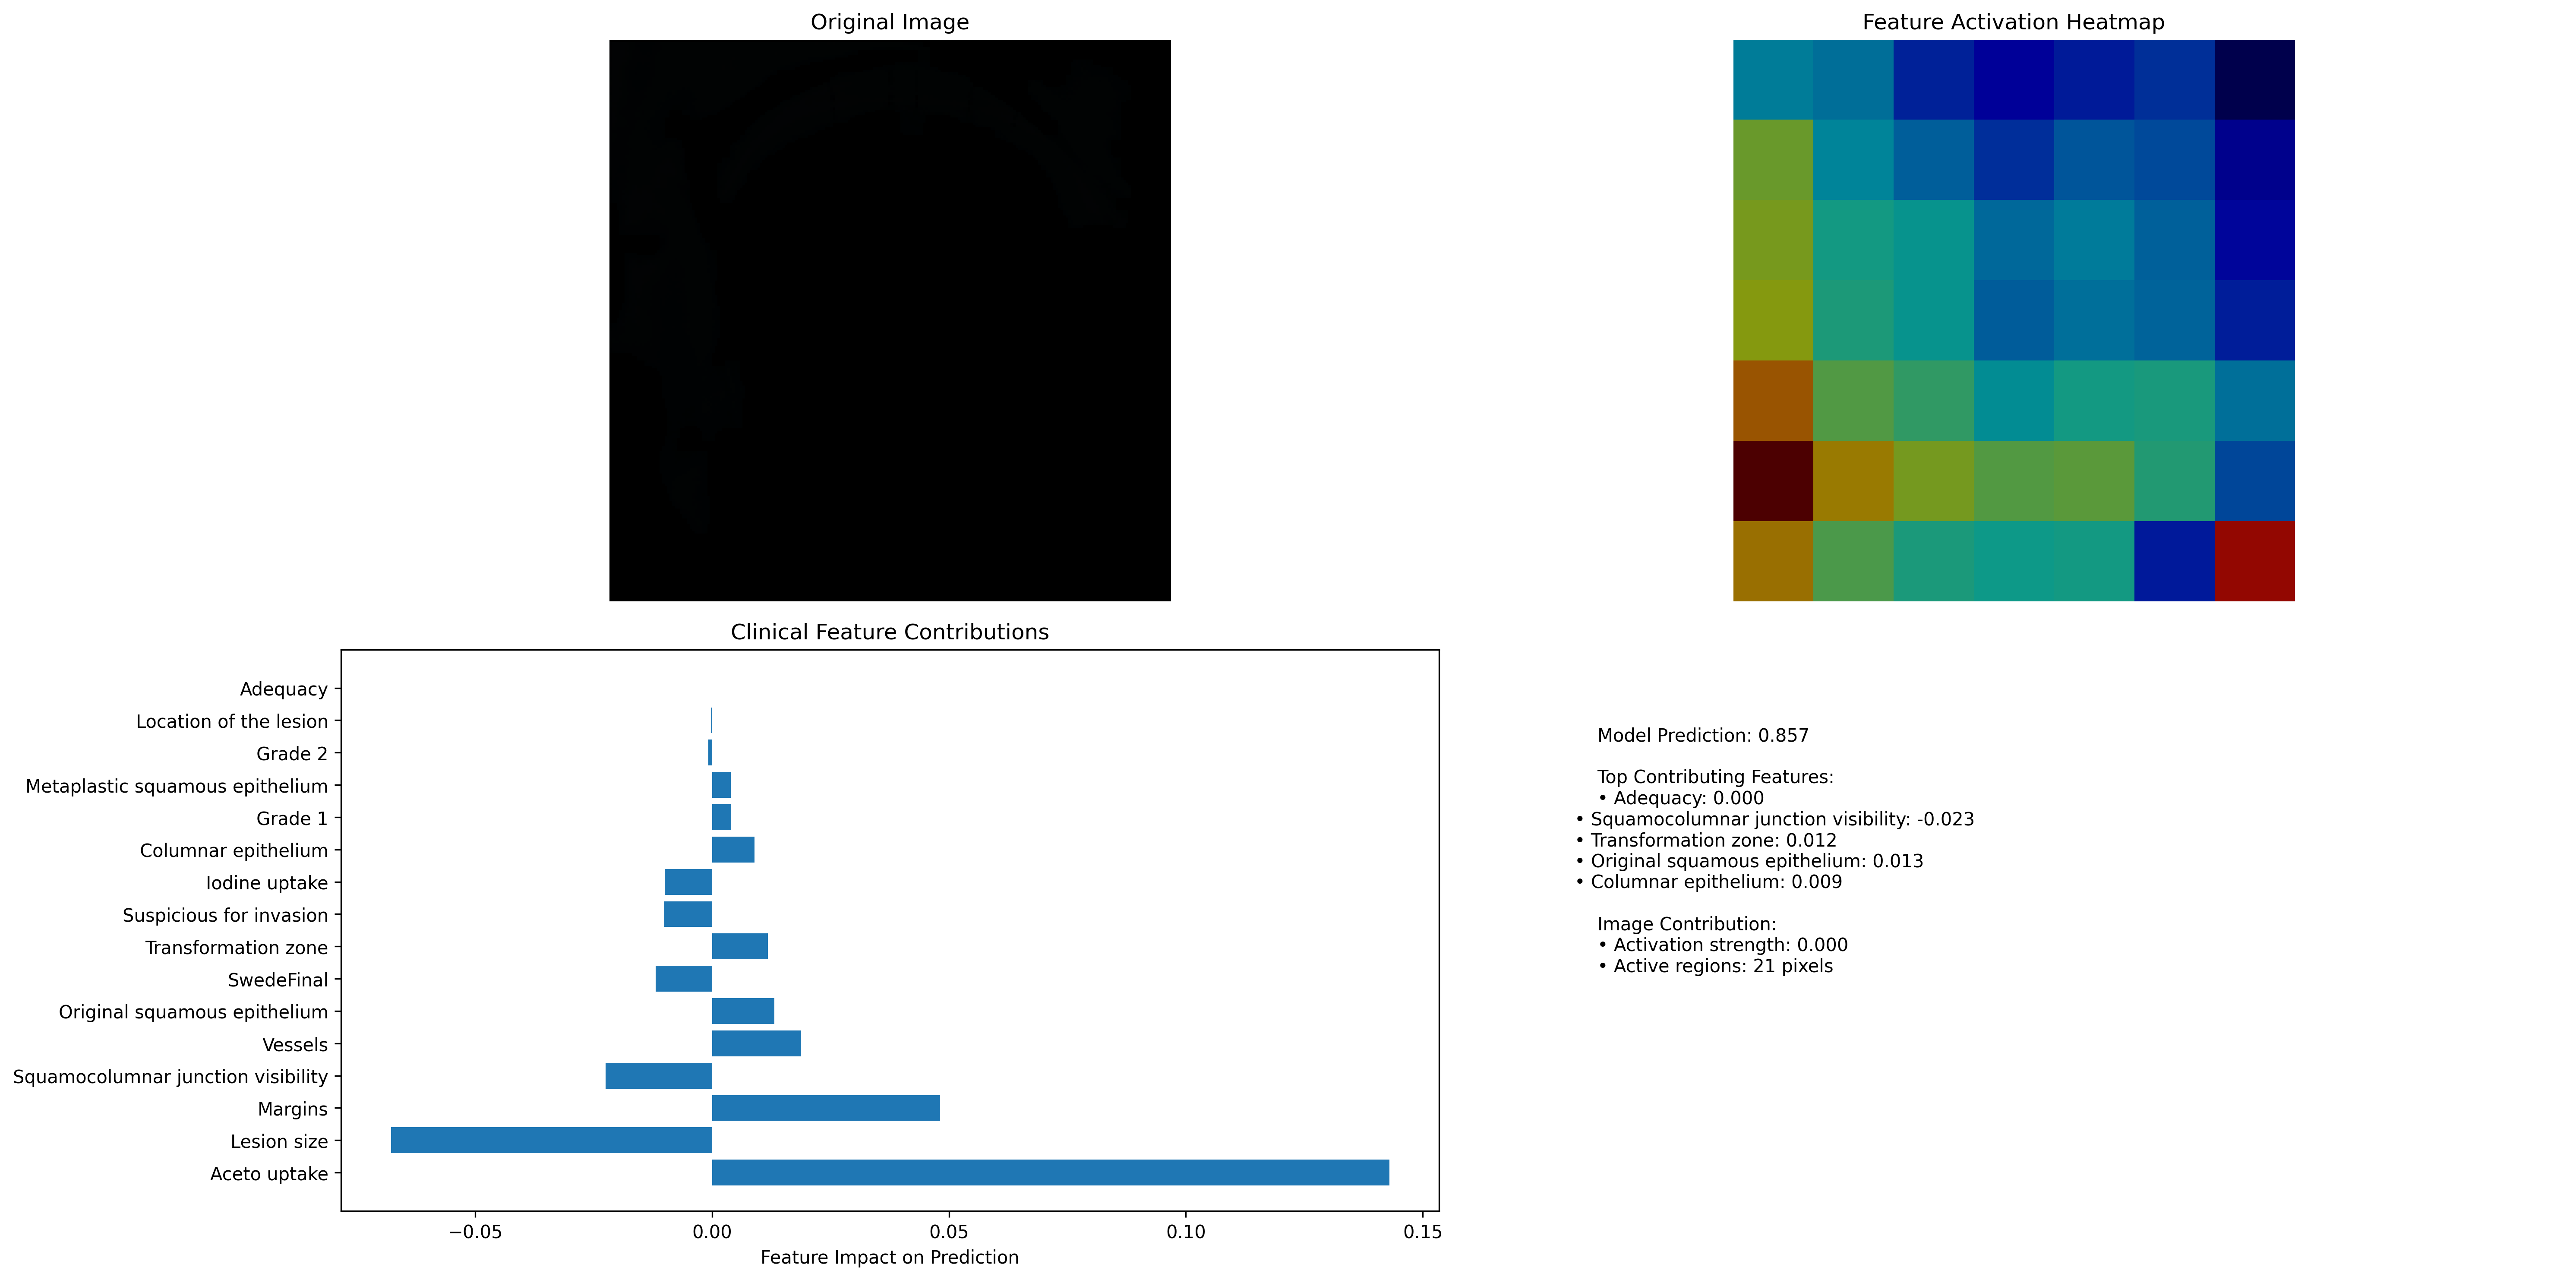 Original Image
Feature Activation Heatmap
Clinical Feature Contributions
Adequacy
Location of the lesion
Grade 2
Metaplastic squamous epithelium
Grade 1
Columnar epithelium
Iodine uptake
Suspicious for invasion
Transformation zone
SwedeFinal
Original squamous epithelium
Vessels
Squamocolumnar junction visibility
Margins
Lesion size
Aceto uptake
−0.05 0.00 0.05 0.10 0.15
Feature Impact on Prediction
Model Prediction: 0.857
Top Contributing Features:
• Adequacy: 0.000
• Squamocolumnar junction visibility: -0.023
• Transformation zone: 0.012
• Original squamous epithelium: 0.013
• Columnar epithelium: 0.009
Image Contribution:
• Activation strength: 0.000
• Active regions: 21 pixels